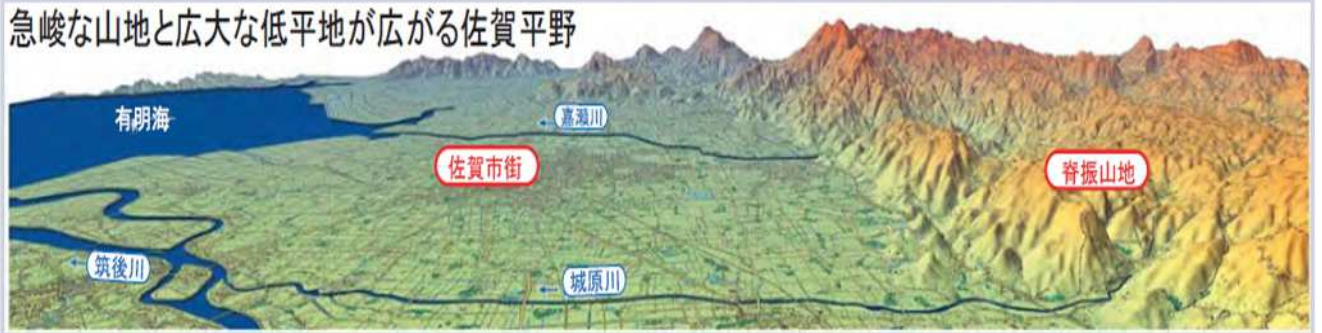 急峻な山地と広大な低平地が広がる佐賀平野
有明海
嘉瀬川
佐賀市街
脊振山地
筑後川
城原川